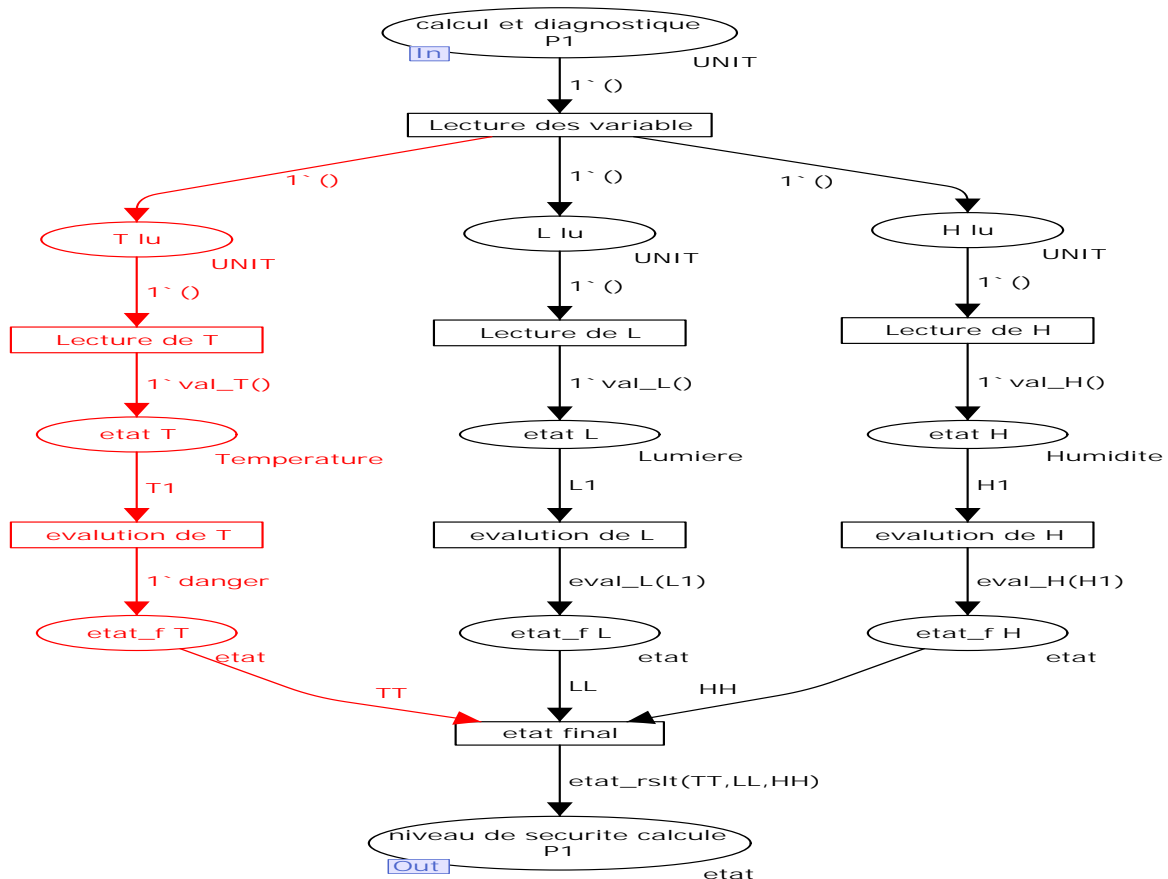 calcul et diagnostique
P1
In
UNIT
1`()
Lecture des variable
1`()
1`()
1`()
T lu
L lu
H lu
UNIT
UNIT
UNIT
1`()
1`()
1`()
Lecture de T
Lecture de L
Lecture de H
1`val_T()
1`val_L()
1`val_H()
etat T
etat L
etat H
Temperature
Lumiere
Humidite
T1
L1
H1
evalution de T
evalution de L
evalution de H
1`danger
eval_L(L1)
eval_H(H1)
etat_f T
etat_f L
etat_f H
etat
etat
etat
TT
LL
HH
etat final
etat_rslt(TT,LL,HH)
niveau de securite calcule
P1
Out
etat